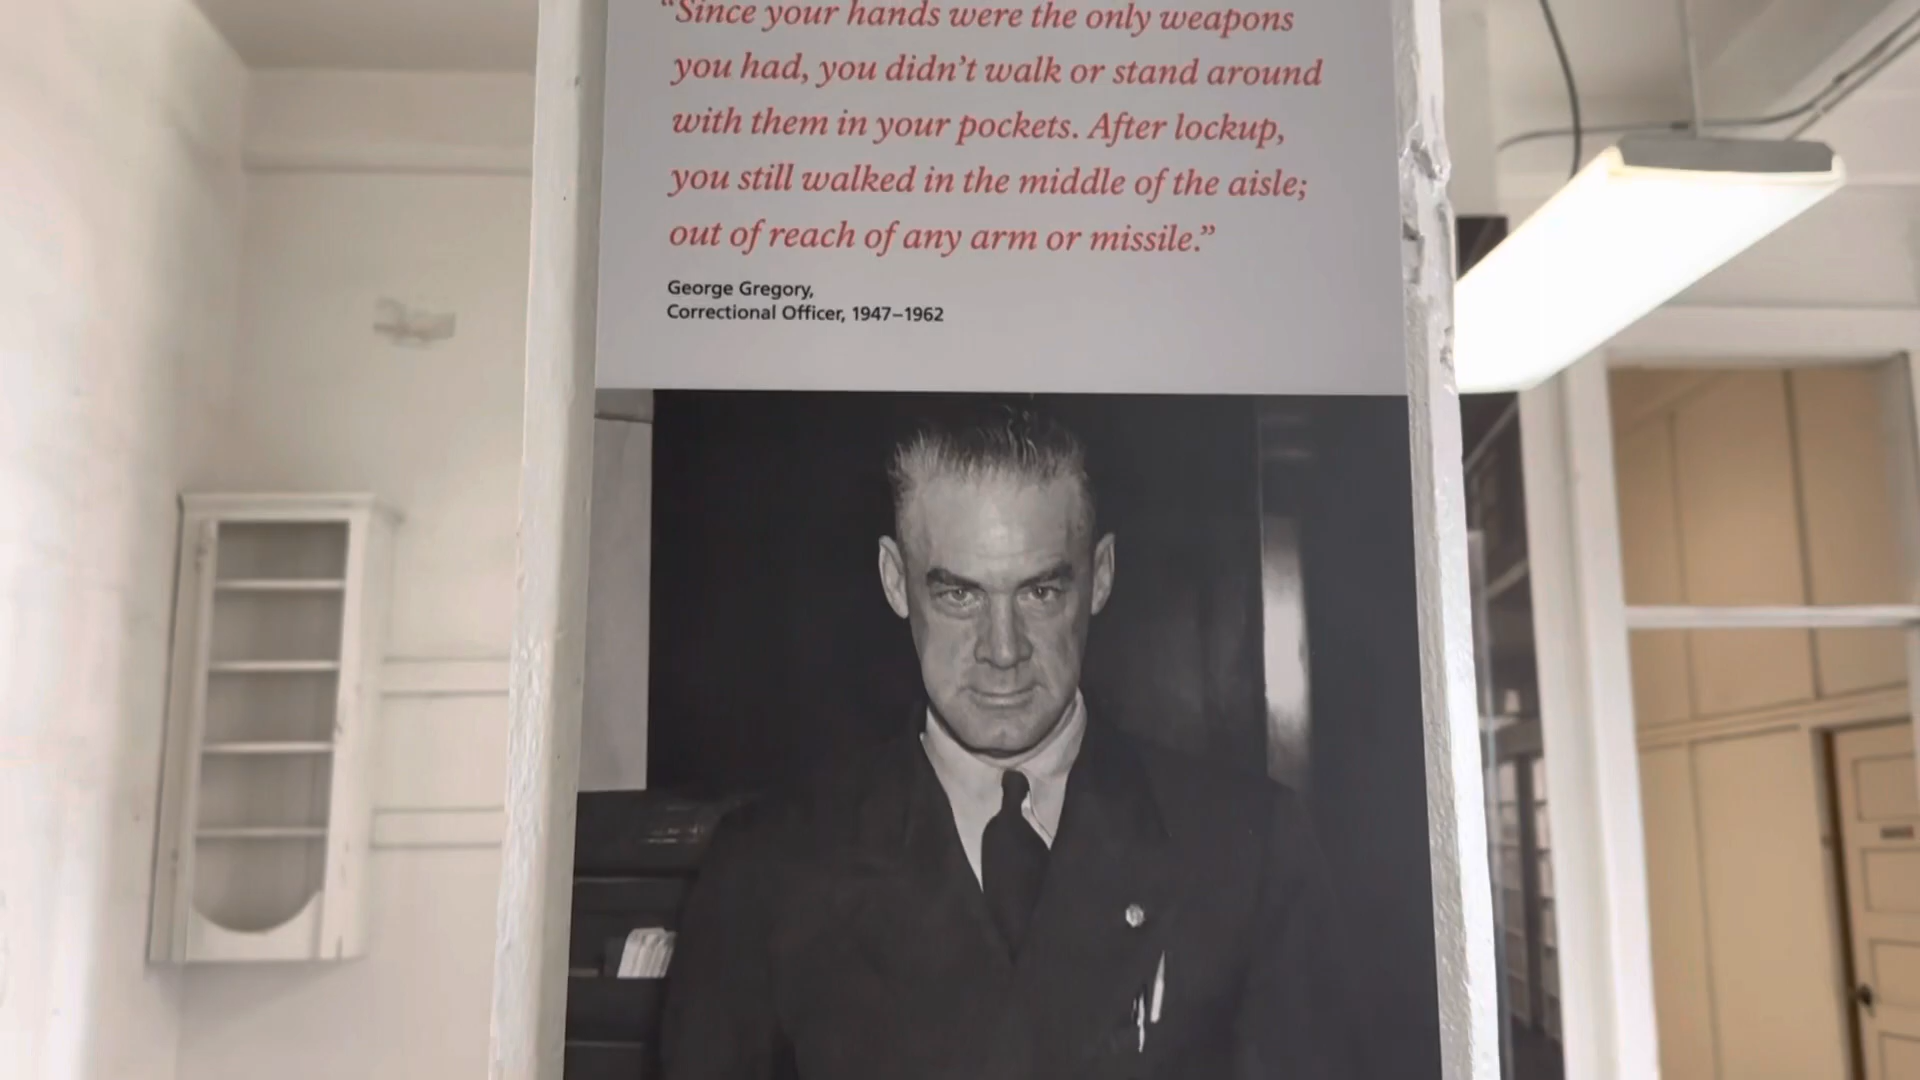 “Since your hands were the only weapons
you had, you didn’t walk or stand around
with them in your pockets. After lockup,
you still walked in the middle of the aisle;
out of reach of any arm or missile.”
George Gregory,
Correctional Officer, 1947–1962